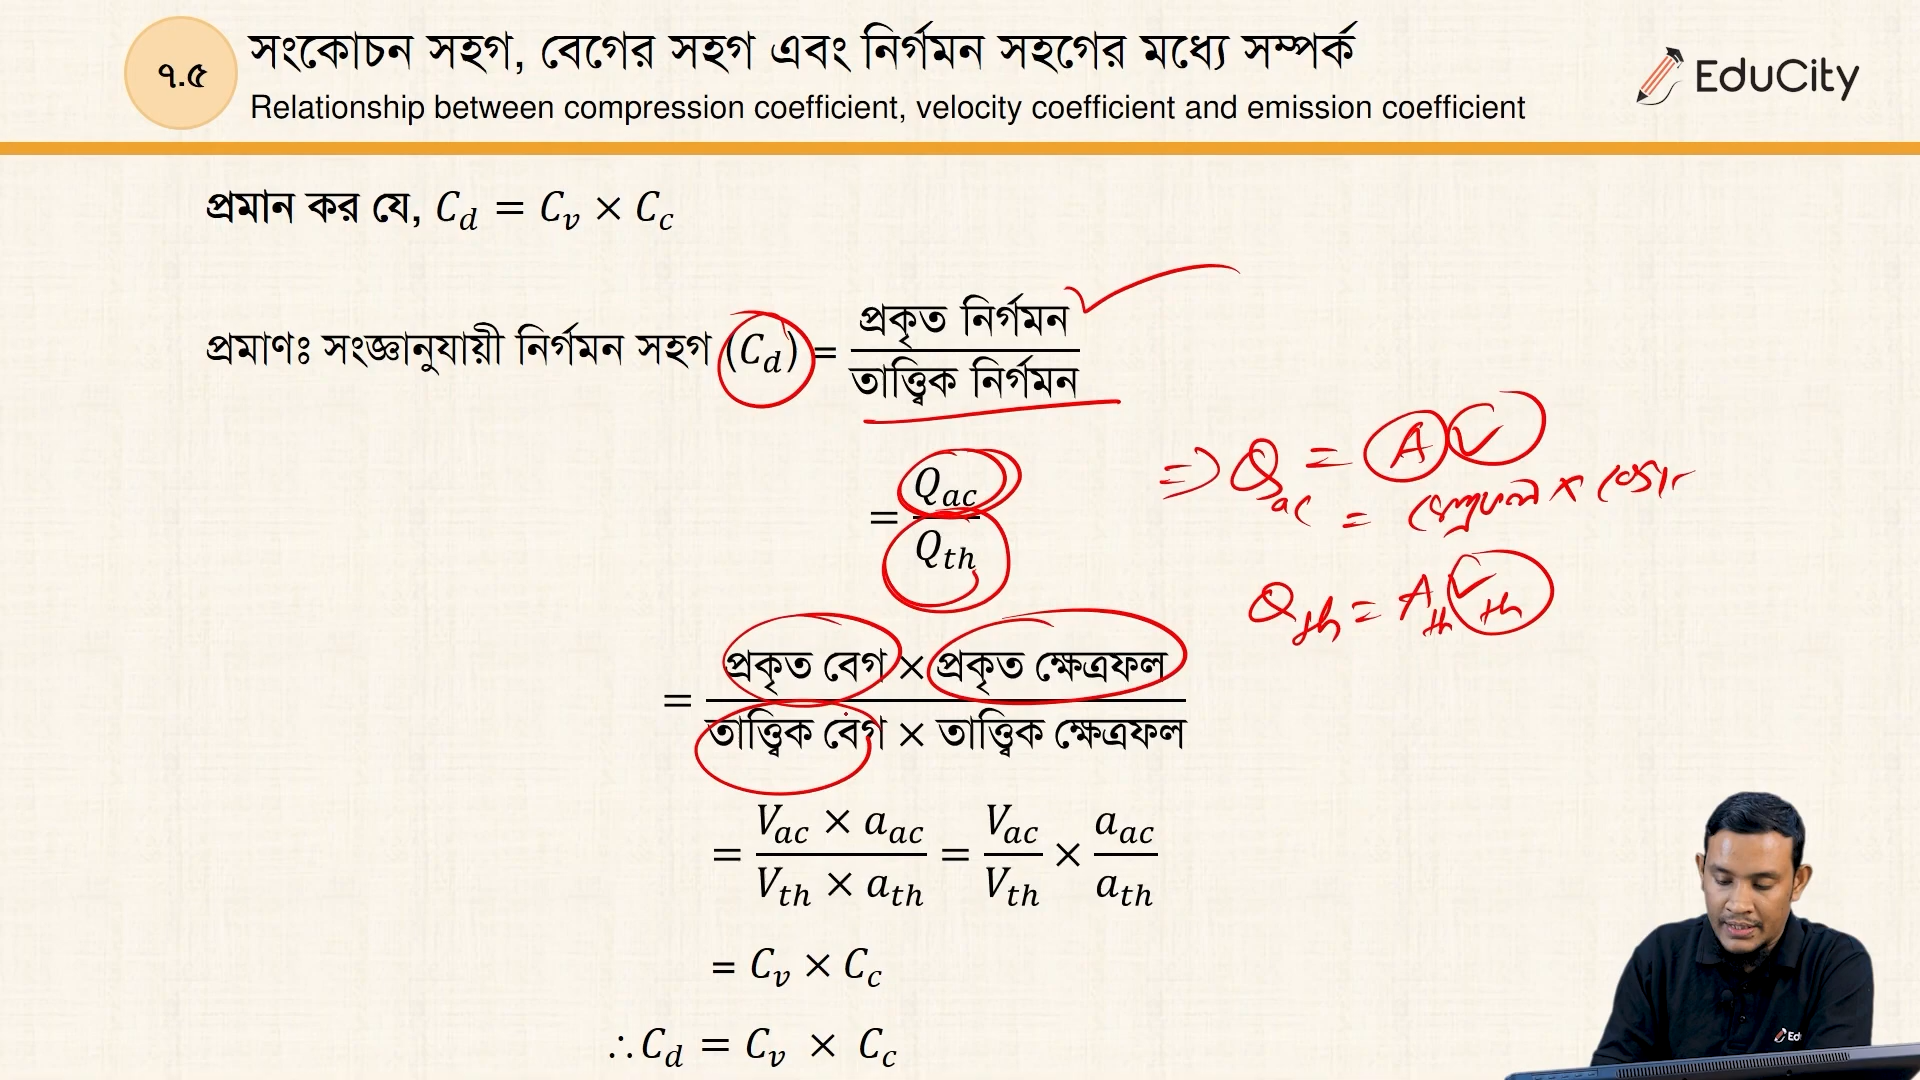 ৭.৫
সংকোচন সহগ, বেগের সহগ এবং নির্গমন সহগের মধ্যে সম্পর্ক
Relationship between compression coefficient, velocity coefficient and emission coefficient
EduCity
প্রমান কর যে, C_d = C_v × C_c
প্রমাণঃ সংজ্ঞানুযায়ী নির্গমন সহগ (C_d) = প্রকৃত নির্গমন / তাত্ত্বিক নির্গমন
= Q_ac / Q_th
⇒ Q_ac = A V
= ক্ষেত্রফল × বেগ
Q_th = A_th V_th
= প্রকৃত বেগ × প্রকৃত ক্ষেত্রফল / তাত্ত্বিক বেগ × তাত্ত্বিক ক্ষেত্রফল
= V_ac × a_ac / V_th × a_th = V_ac / V_th × a_ac / a_th
= C_v × C_c
∴ C_d = C_v × C_c